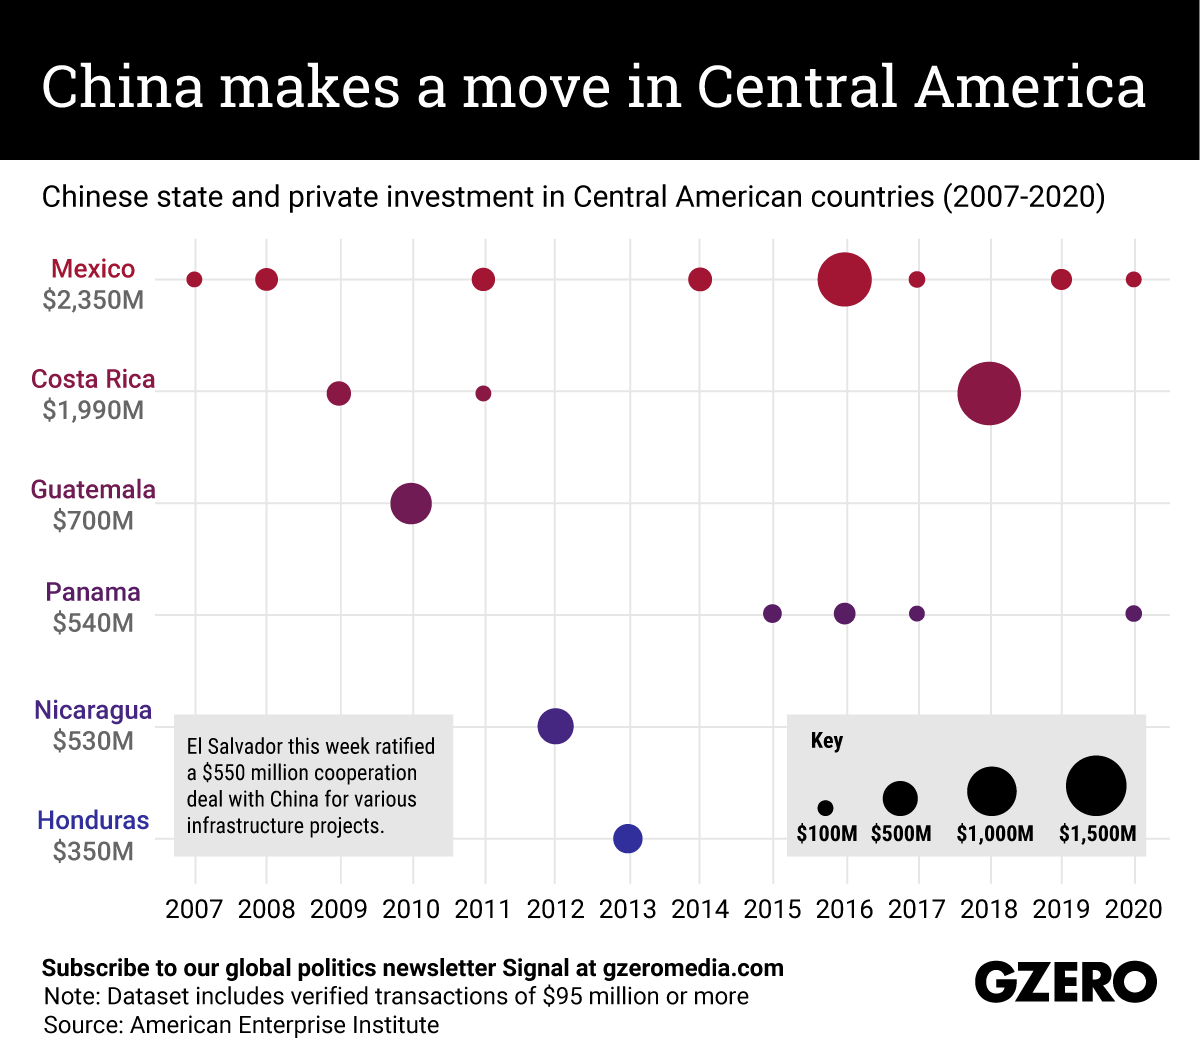 China makes a move in Central America
Chinese state and private investment in Central American countries (2007-2020)
Mexico
$2,350M
Costa Rica
$1,990M
Guatemala
$700M
Panama
$540M
Nicaragua
$530M
Honduras
$350M
El Salvador this week ratified
a $550 million cooperation
deal with China for various
infrastructure projects.
Key
$100M $500M $1,000M $1,500M
2007 2008 2009 2010 2011 2012 2013 2014 2015 2016 2017 2018 2019 2020
Subscribe to our global politics newsletter Signal at gzeromedia.com
Note: Dataset includes verified transactions of $95 million or more
Source: American Enterprise Institute
GZERO